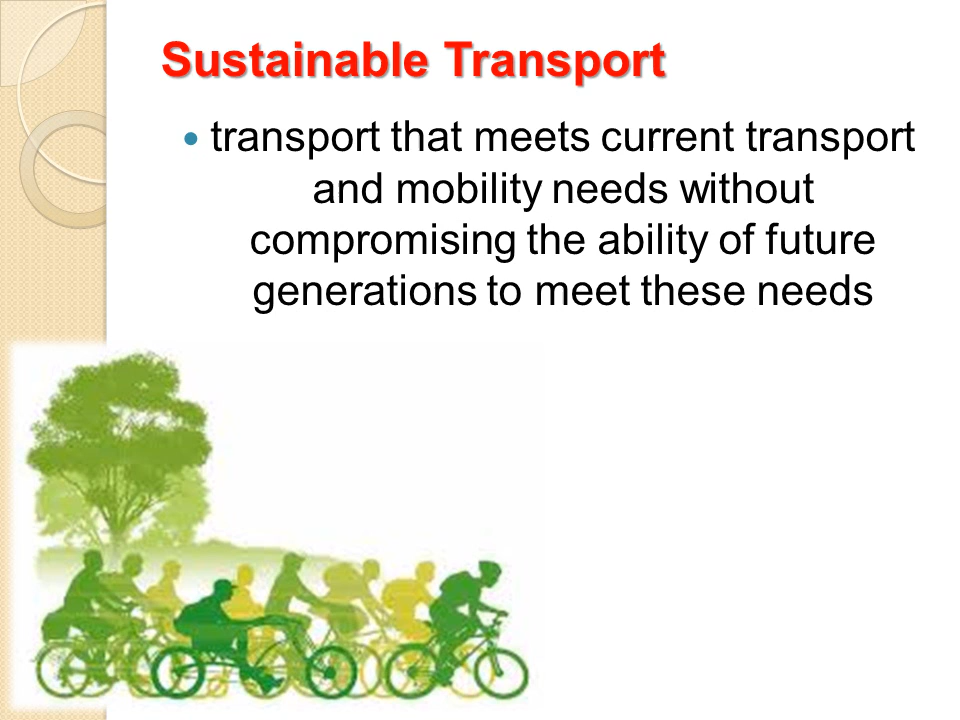 Sustainable Transport
• transport that meets current transport
and mobility needs without
compromising the ability of future
generations to meet these needs